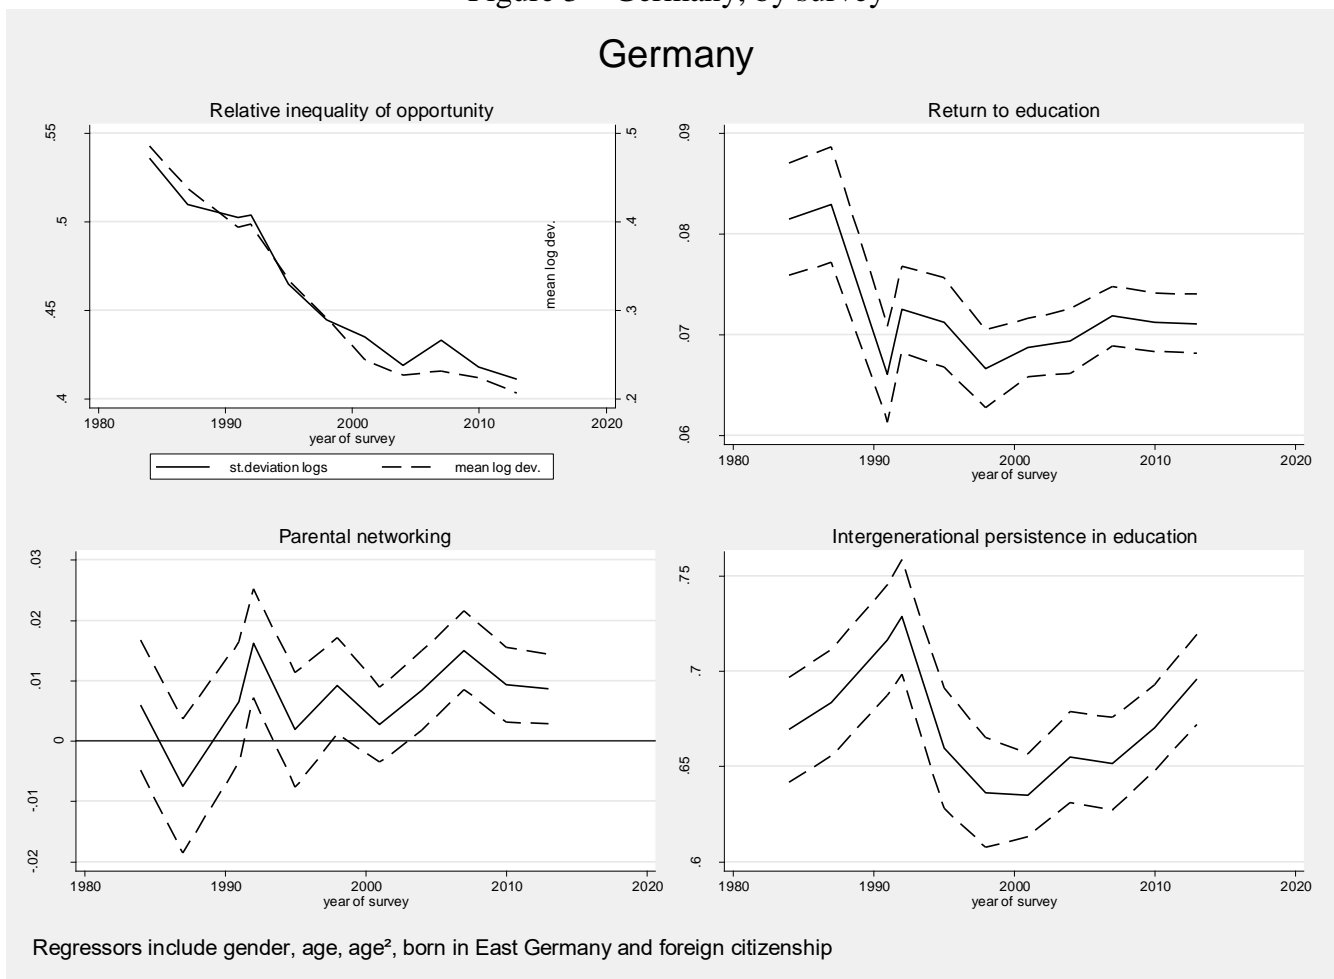 Figure 3 – Germany, by survey
Germany
Relative inequality of opportunity
.55
.5
.45
.4
.5
.4
.3
.2
mean log dev.
1980 1990 2000 2010 2020
year of survey
st.deviation logs mean log dev.
Return to education
.09
.08
.07
.06
1980 1990 2000 2010 2020
year of survey
Parental networking
.03
.02
.01
0
-.01
-.02
1980 1990 2000 2010 2020
year of survey
Intergenerational persistence in education
.75
.7
.65
.6
1980 1990 2000 2010 2020
year of survey
Regressors include gender, age, age², born in East Germany and foreign citizenship